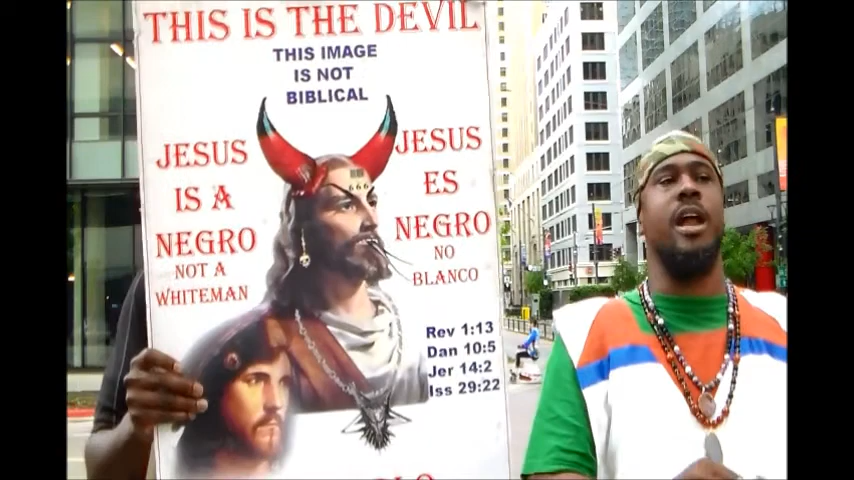 THIS IS THE DEVIL
THIS IMAGE
IS NOT
BIBLICAL
JESUS
IS A
NEGRO
NOT A
WHITEMAN
666
JESUS
ES
NEGRO
NO
BLANCO
Rev 1:13
Dan 10:5
Jer 14:2
Iss 29:22